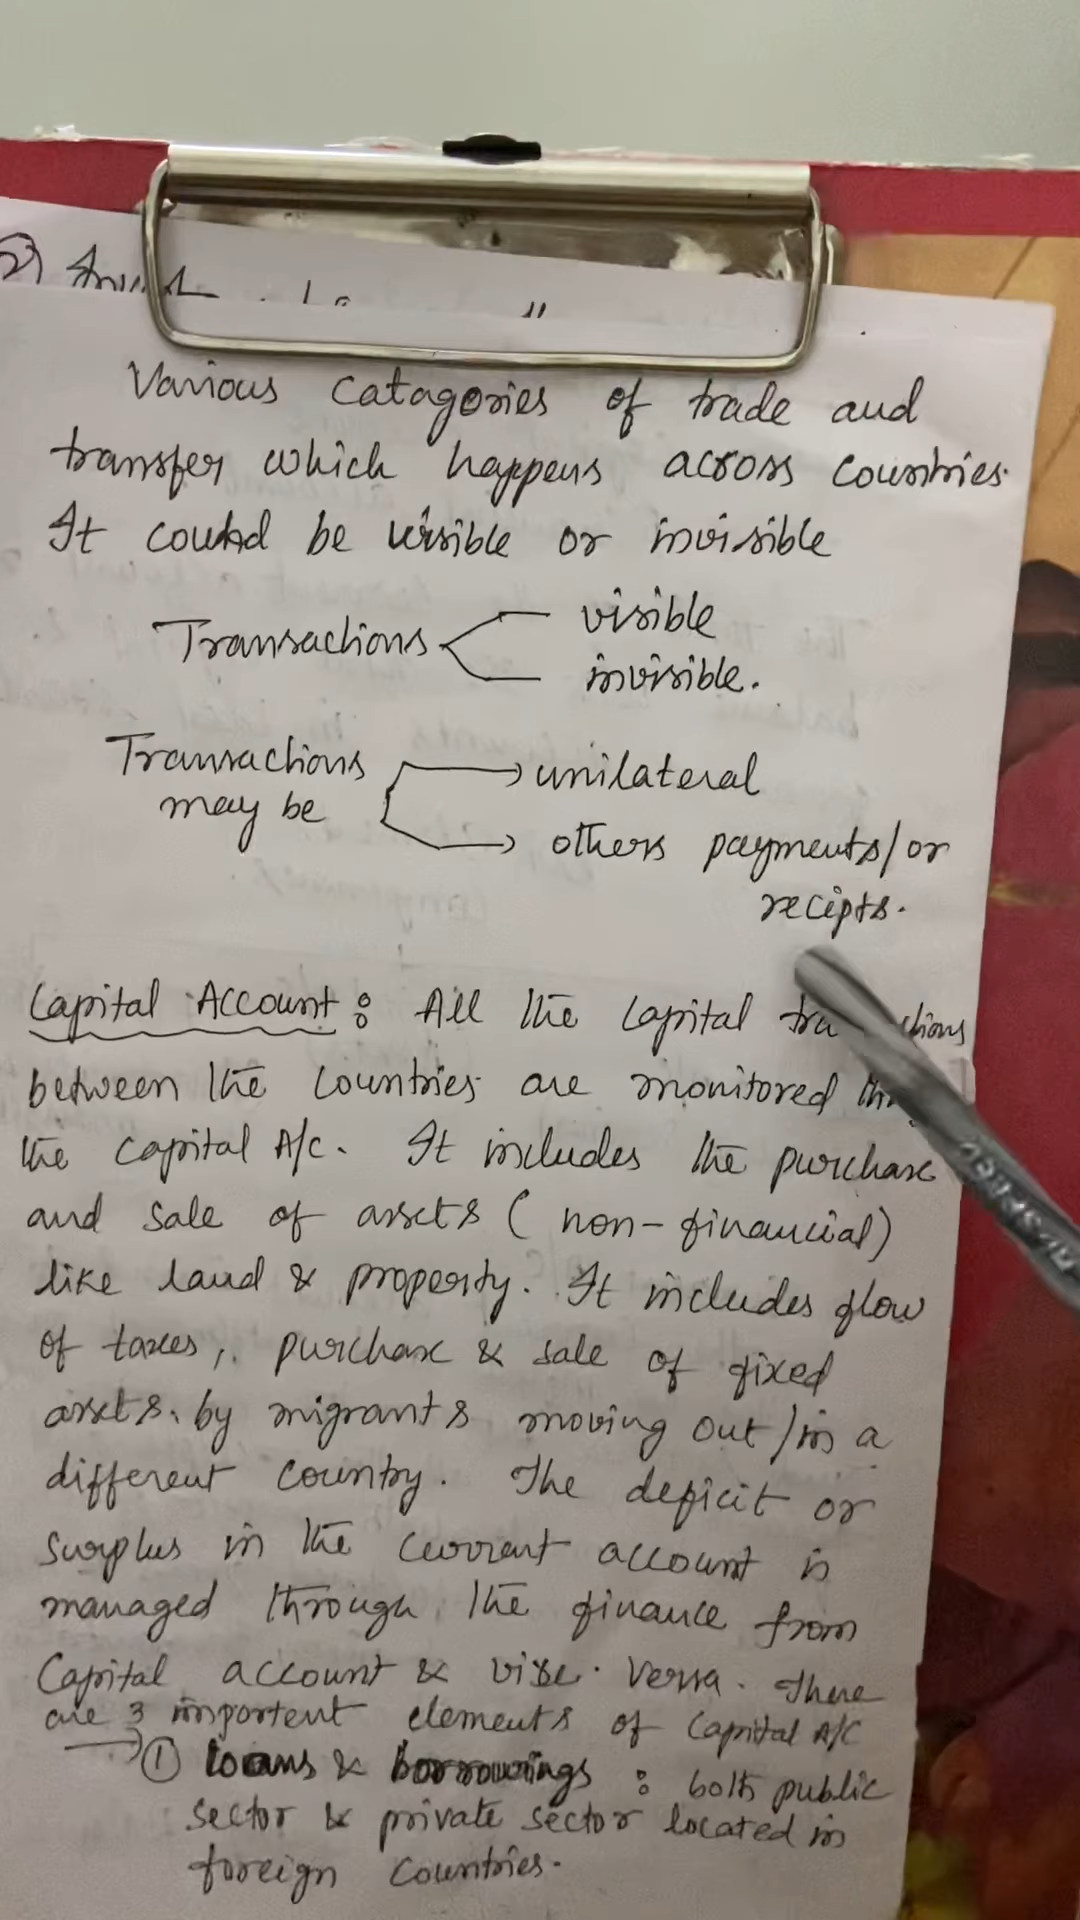 Various Catagories of trade and
transfer which happens across Countries.
It could be visible or invisible
Transactions visible
invisible.
Transactions may be unilateral
others payments/or
recipts.
Capital Account : All the Capital
between the Countries are monitored
the Capital A/c. It includes the purchase
and sale of assets (non-financial)
like land & property. It includes flow
of taxes, purchase & sale of fixed
assets. by migrants moving out/in a
different Country. The deficit or
surplus in the current account is
managed through the finance from
Capital account & vise. versa. There
are 3 importent elements of Capital A/C
① loans & borrowings : both public
sector & private sector located in
foreign Countries.